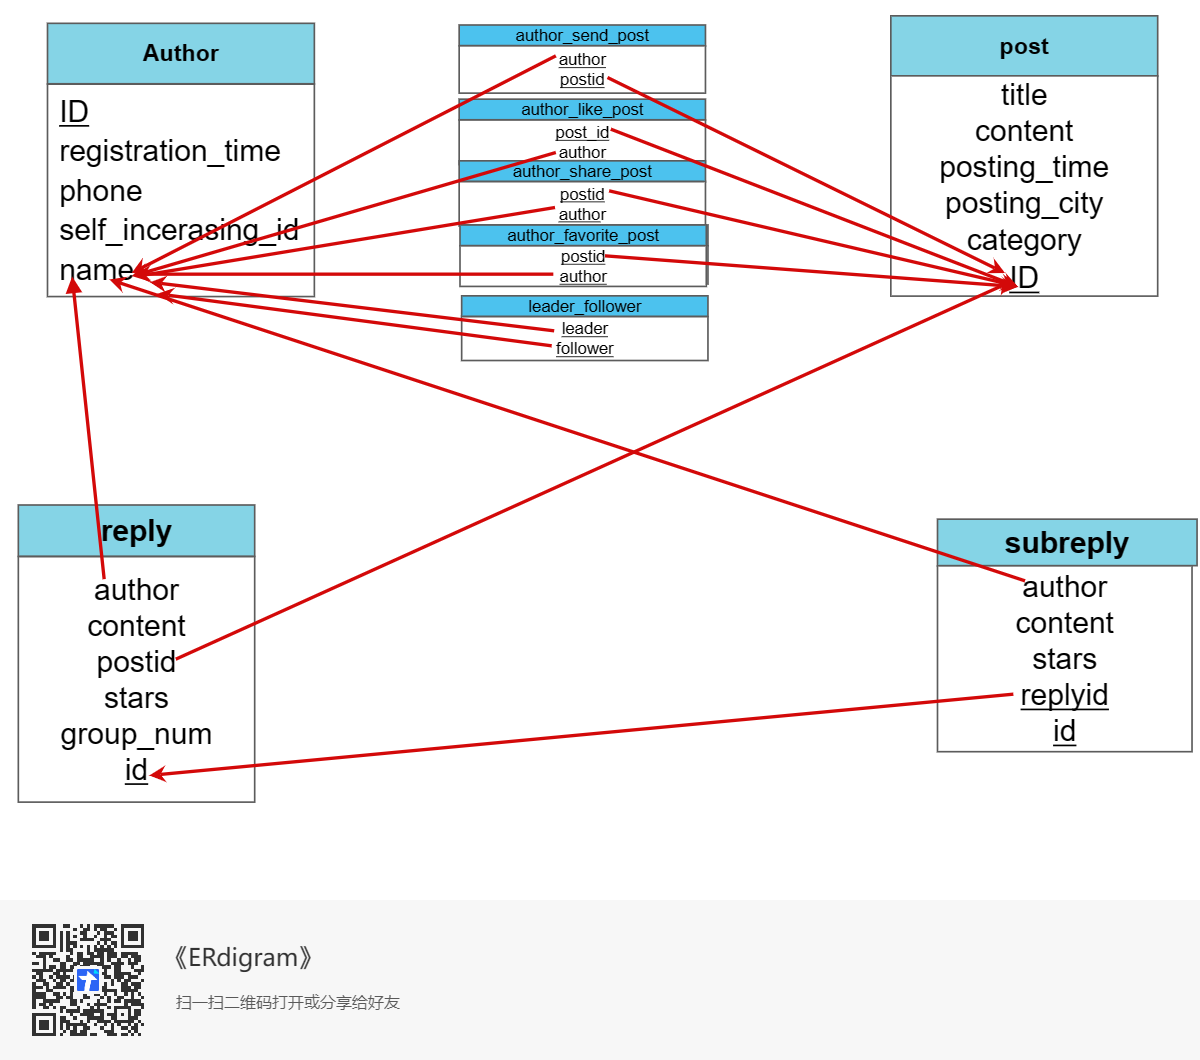 Author
ID
registration_time
phone
self_incerasing_id
name
author_send_post
author
postid
author_like_post
post_id
author
author_share_post
postid
author
author_favorite_post
postid
author
leader_follower
leader
follower
post
title
content
posting_time
posting_city
category
ID
reply
author
content
postid
stars
group_num
id
subreply
author
content
stars
replyid
id
《ERdigram》
扫一扫二维码打开或分享给好友